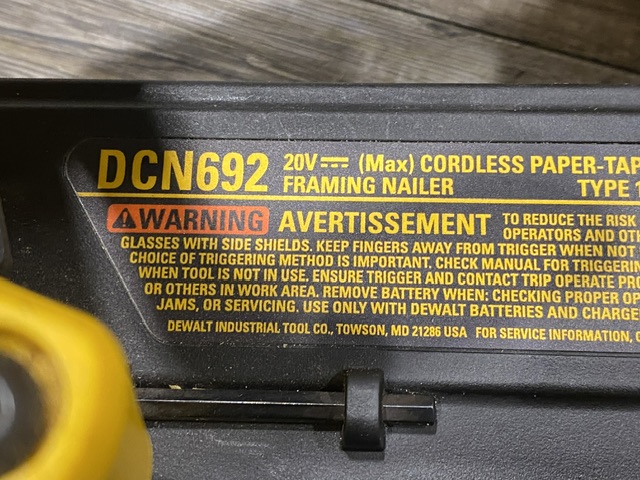 DCN692 20V⎓ (Max) CORDLESS PAPER-TAP
FRAMING NAILER TYPE 1
WARNING AVERTISSEMENT TO REDUCE THE RISK
OPERATORS AND OTH
GLASSES WITH SIDE SHIELDS. KEEP FINGERS AWAY FROM TRIGGER WHEN NOT
CHOICE OF TRIGGERING METHOD IS IMPORTANT. CHECK MANUAL FOR TRIGGERIN
WHEN TOOL IS NOT IN USE. ENSURE TRIGGER AND CONTACT TRIP OPERATE PRO
OR OTHERS IN WORK AREA. REMOVE BATTERY WHEN: CHECKING PROPER OPE
JAMS, OR SERVICING. USE ONLY WITH DEWALT BATTERIES AND CHARGE
DEWALT INDUSTRIAL TOOL CO., TOWSON, MD 21286 USA FOR SERVICE INFORMATION, C